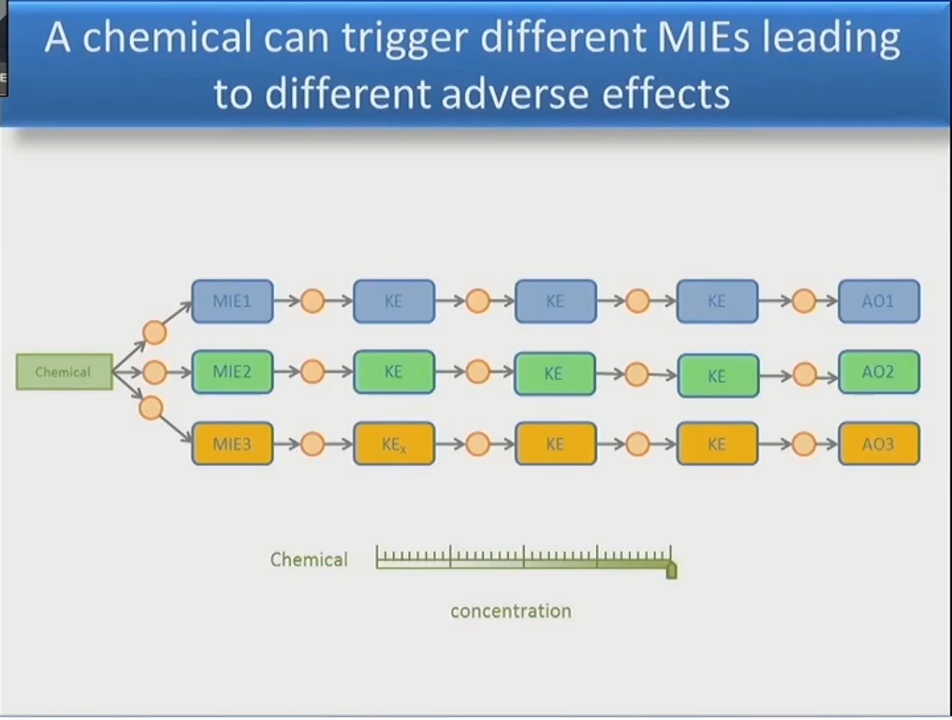 A chemical can trigger different MIEs leading
to different adverse effects
E
MIE1 KE KE KE AO1
Chemical MIE2 KE KE KE AO2
MIE3 KEx KE KE AO3
Chemical
concentration